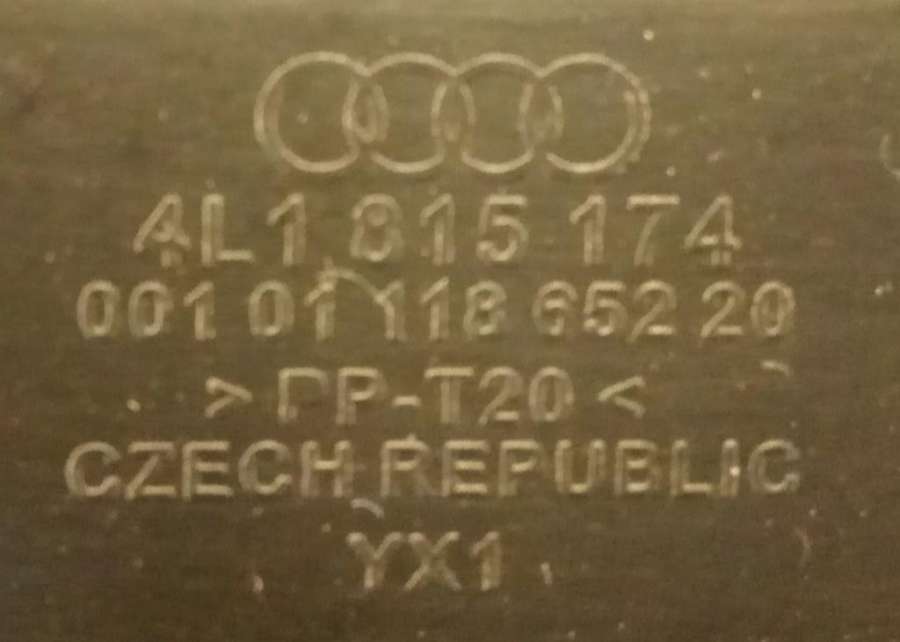 4L1 815 174
001 01 118 652 20
> PP-T20 <
CZECH REPUBLIC
YX1